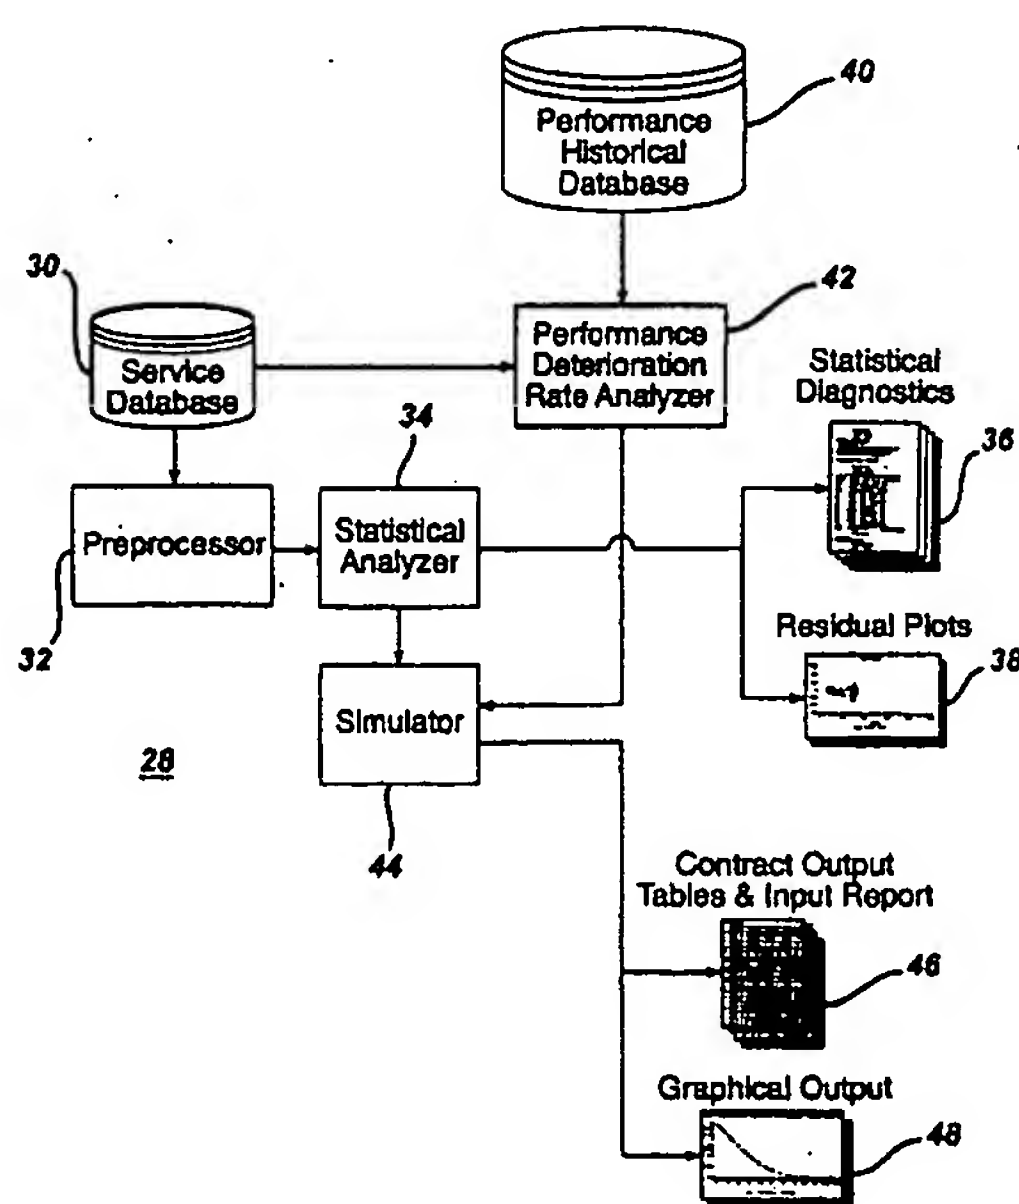 40
Performance
Historical
Database
30
42
Service
Database
Performance
Deterioration
Rate Analyzer
Statistical
Diagnostics
34
36
Preprocessor
Statistical
Analyzer
32
Residual Plots
38
Simulator
28
44
Contract Output
Tables & Input Report
46
Graphical Output
48